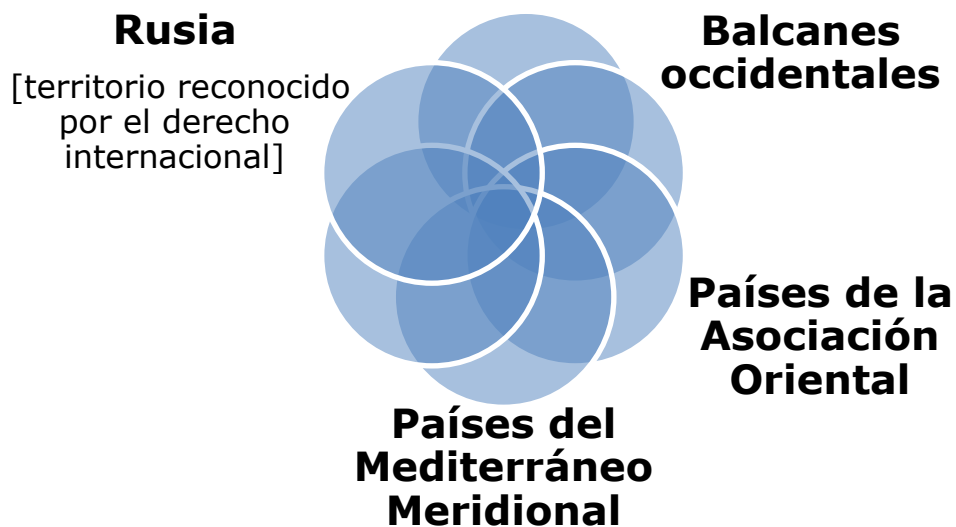 Rusia
[territorio reconocido
por el derecho
internacional]
Balcanes
occidentales
Países de la
Asociación
Oriental
Países del
Mediterráneo
Meridional